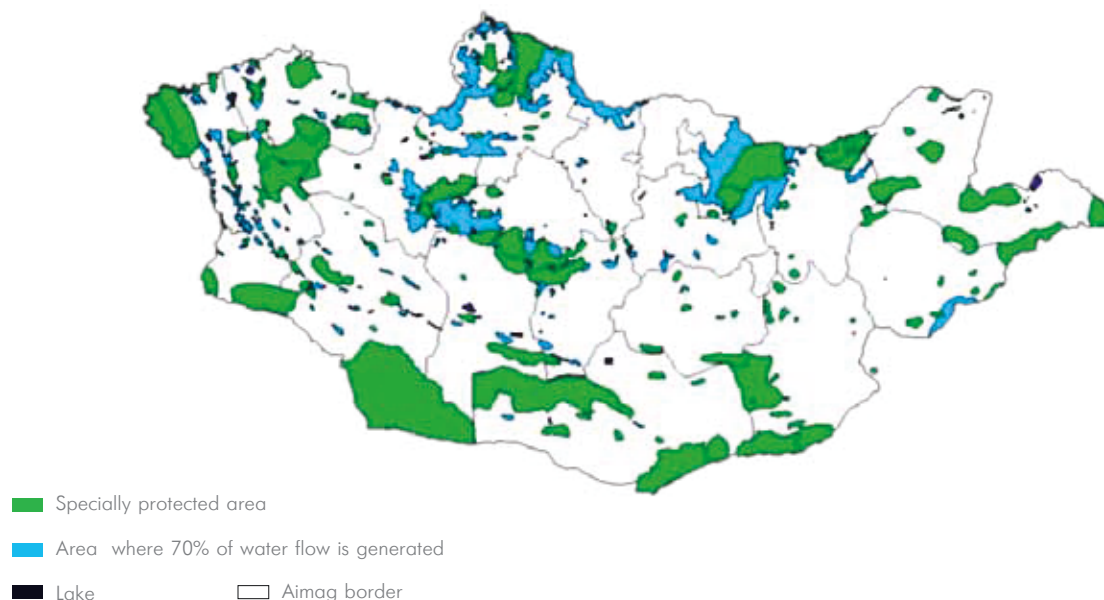 Specially protected area
Area where 70% of water flow is generated
Lake
Aimag border